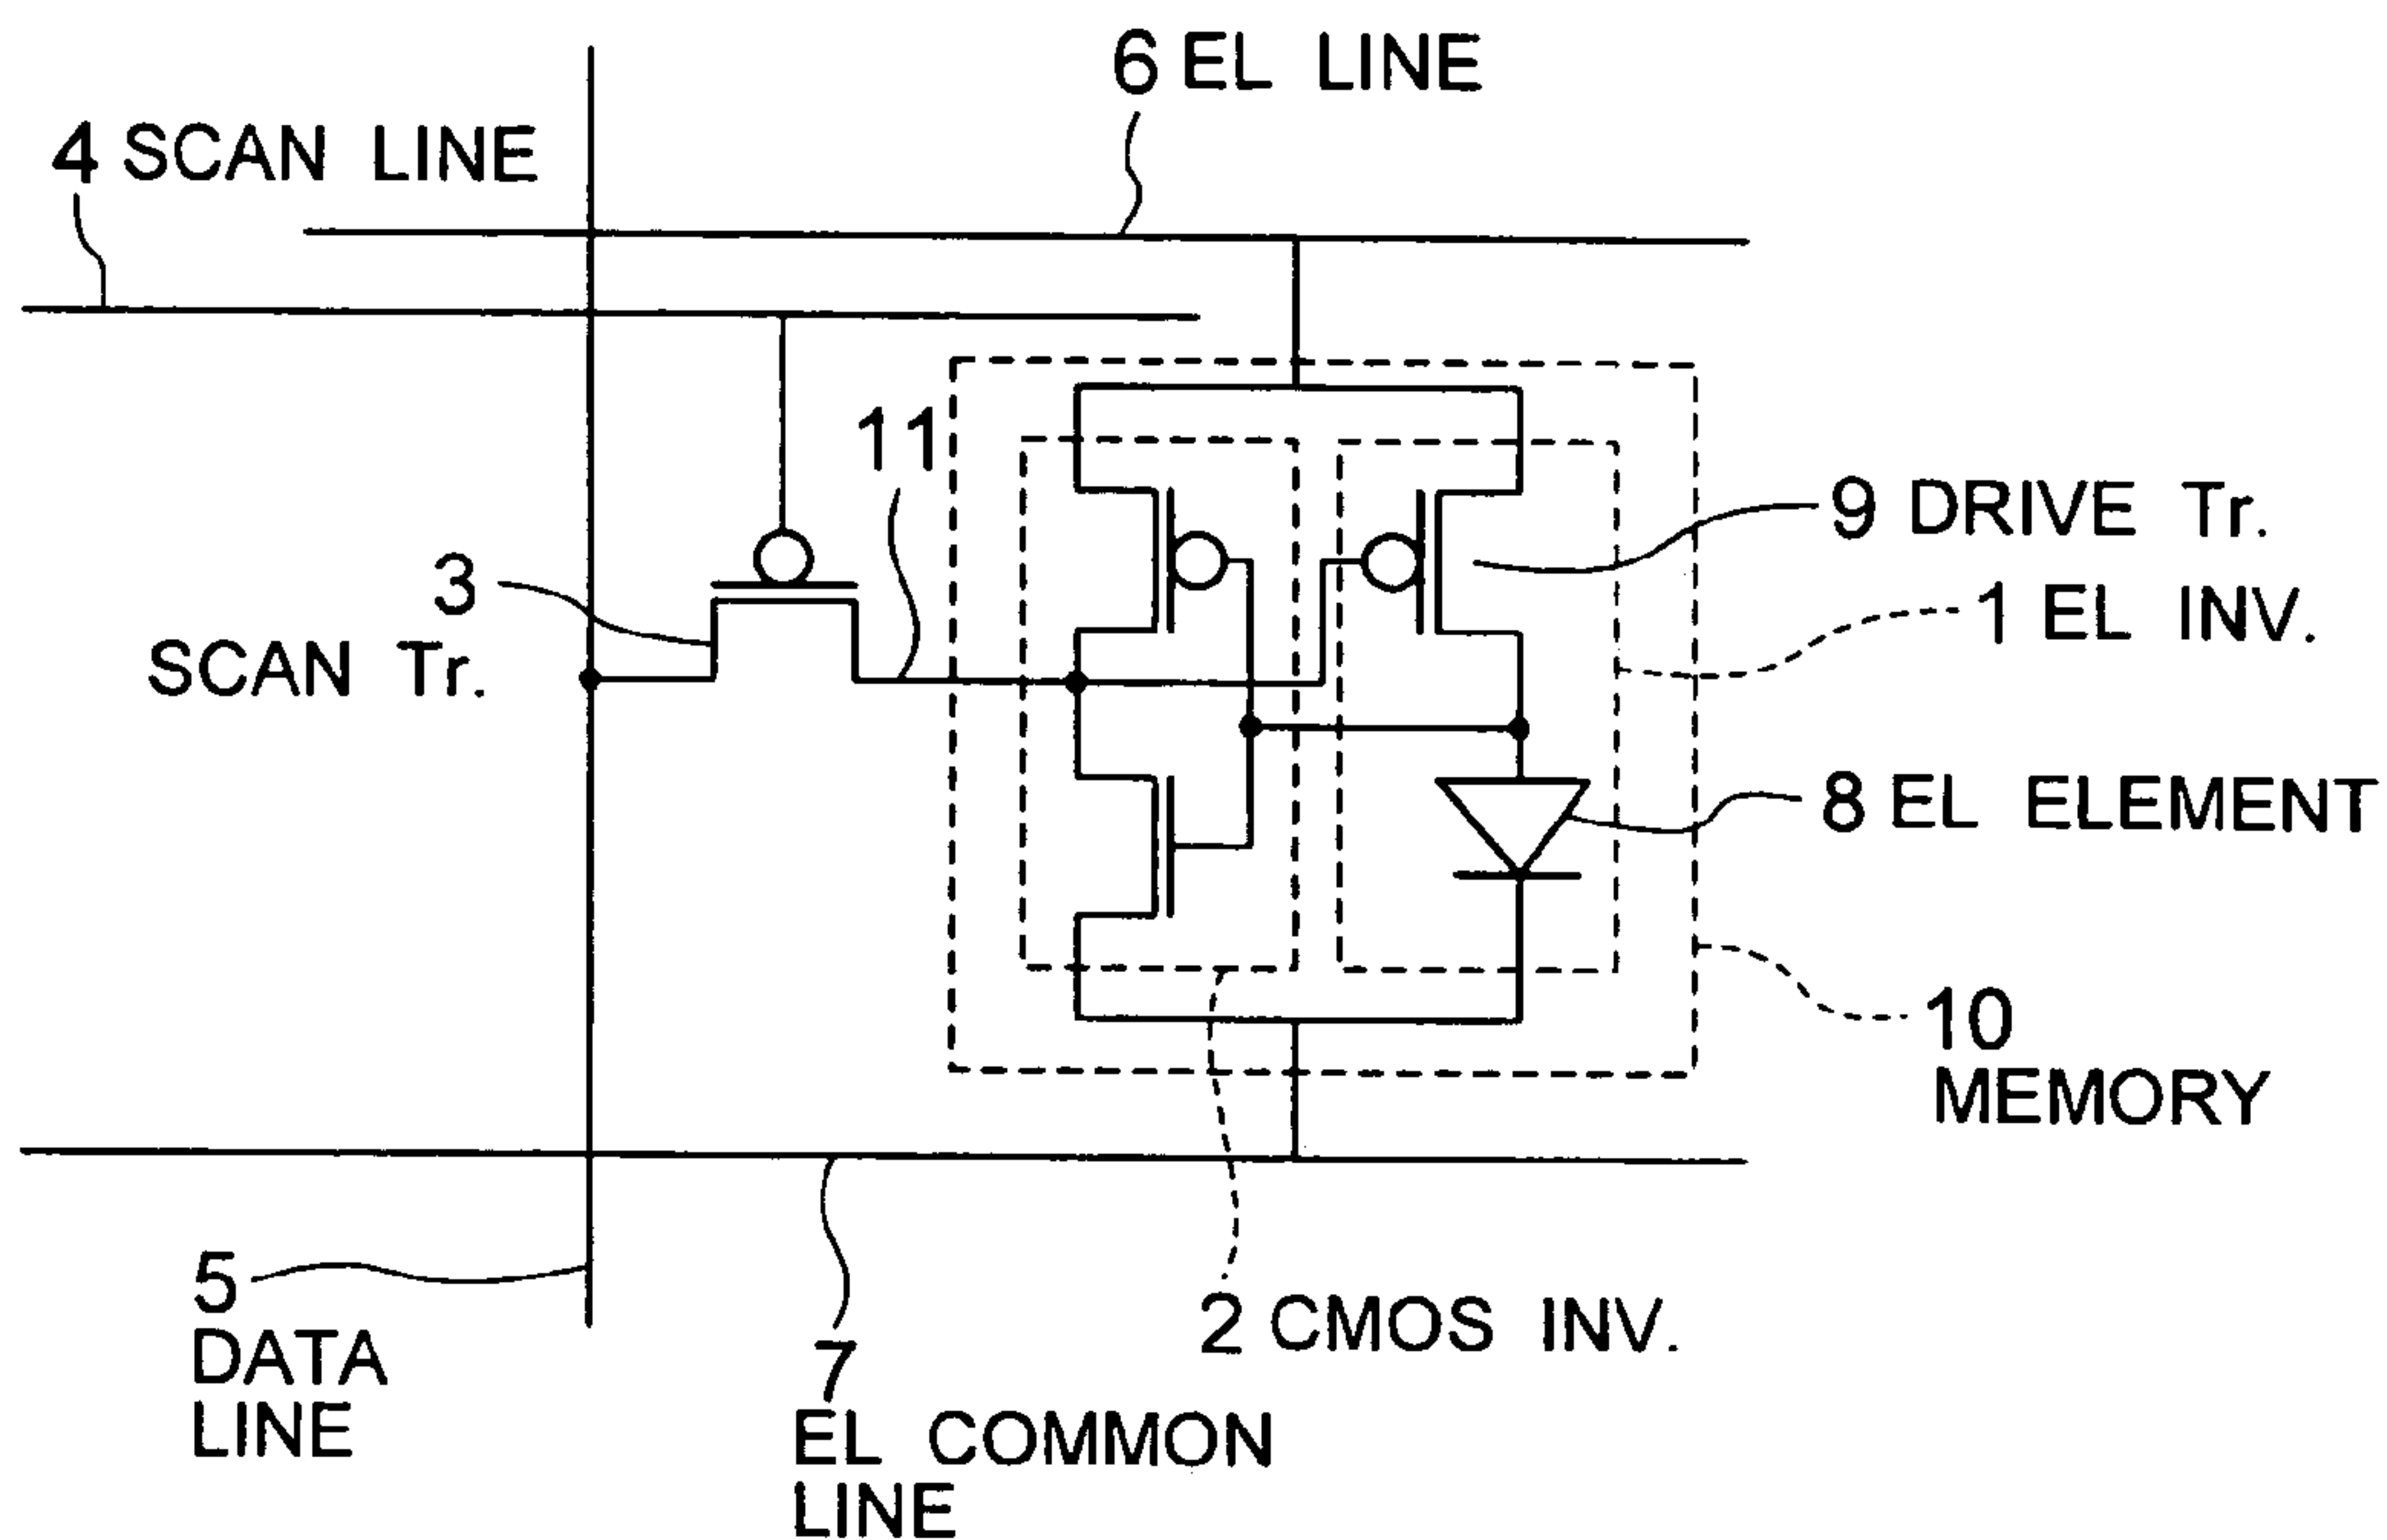 6 EL LINE
4 SCAN LINE
11
9 DRIVE Tr.
3
SCAN Tr.
1 EL INV.
8 EL ELEMENT
10
MEMORY
5
DATA
LINE
2 CMOS INV.
7
EL COMMON
LINE